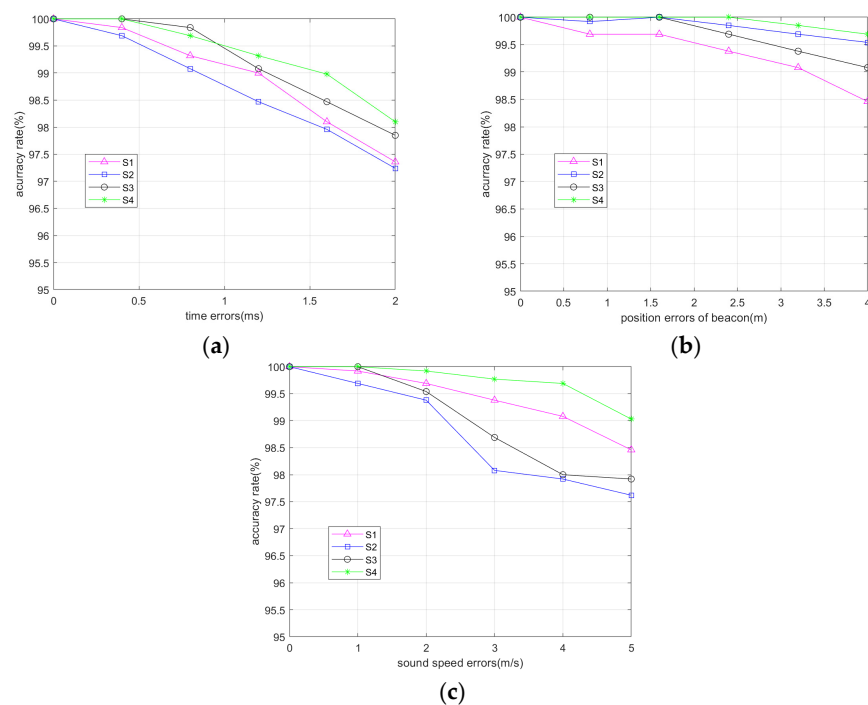 100
99.5
99
98.5
98
97.5
97
96.5
96
95.5
95
acurracy rate(%)
S1
S2
S3
S4
0 0.5 1 1.5 2
time errors(ms)
(a)
100
99.5
99
98.5
98
97.5
97
96.5
96
95.5
95
acurracy rate(%)
S1
S2
S3
S4
0 0.5 1 1.5 2 2.5 3 3.5 4
position errors of beacon(m)
(b)
100
99.5
99
98.5
98
97.5
97
96.5
96
95.5
95
accuracy rate(%)
S1
S2
S3
S4
0 1 2 3 4 5
sound speed errors(m/s)
(c)